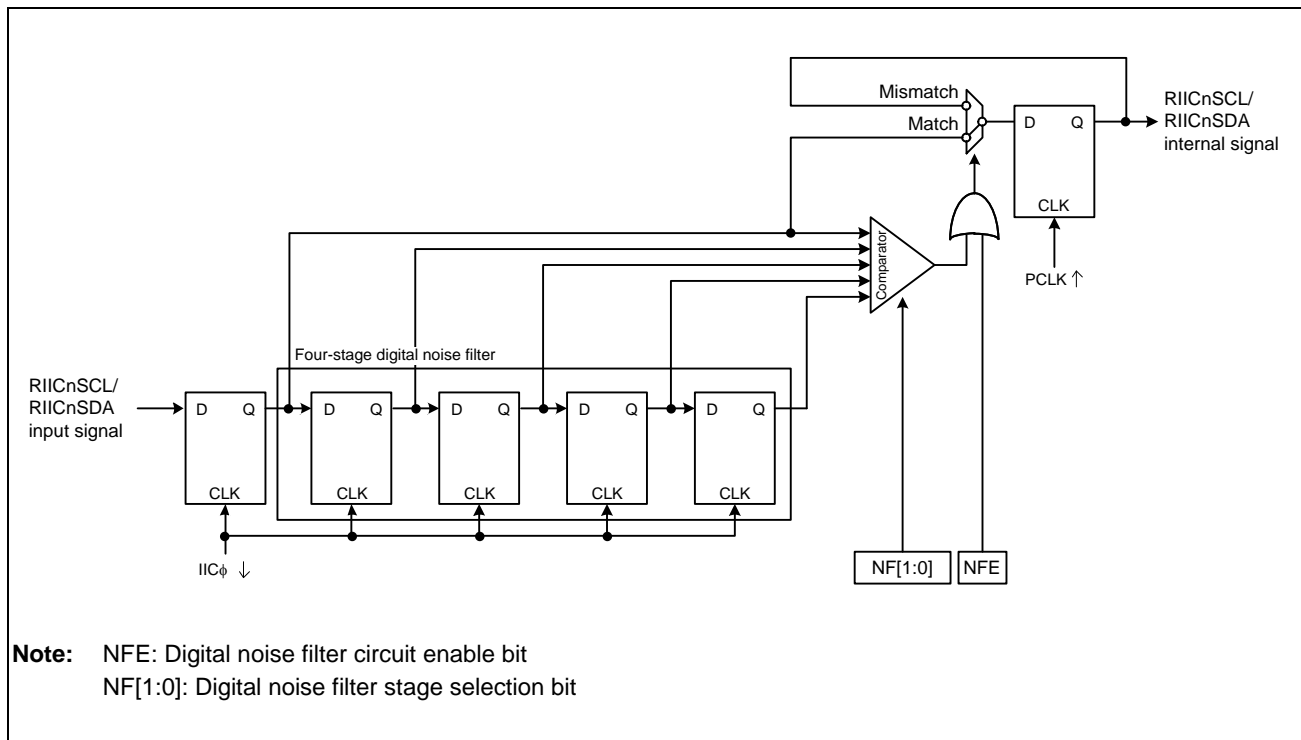 Mismatch
Match
D Q
CLK
PCLK ↑
RIICnSCL/
RIICnSDA
internal signal
Comparator
Four-stage digital noise filter
RIICnSCL/
RIICnSDA
input signal
D Q
D Q
D Q
D Q
D Q
CLK
CLK
CLK
CLK
CLK
IICφ ↓
NF[1:0]
NFE
Note: NFE: Digital noise filter circuit enable bit
NF[1:0]: Digital noise filter stage selection bit